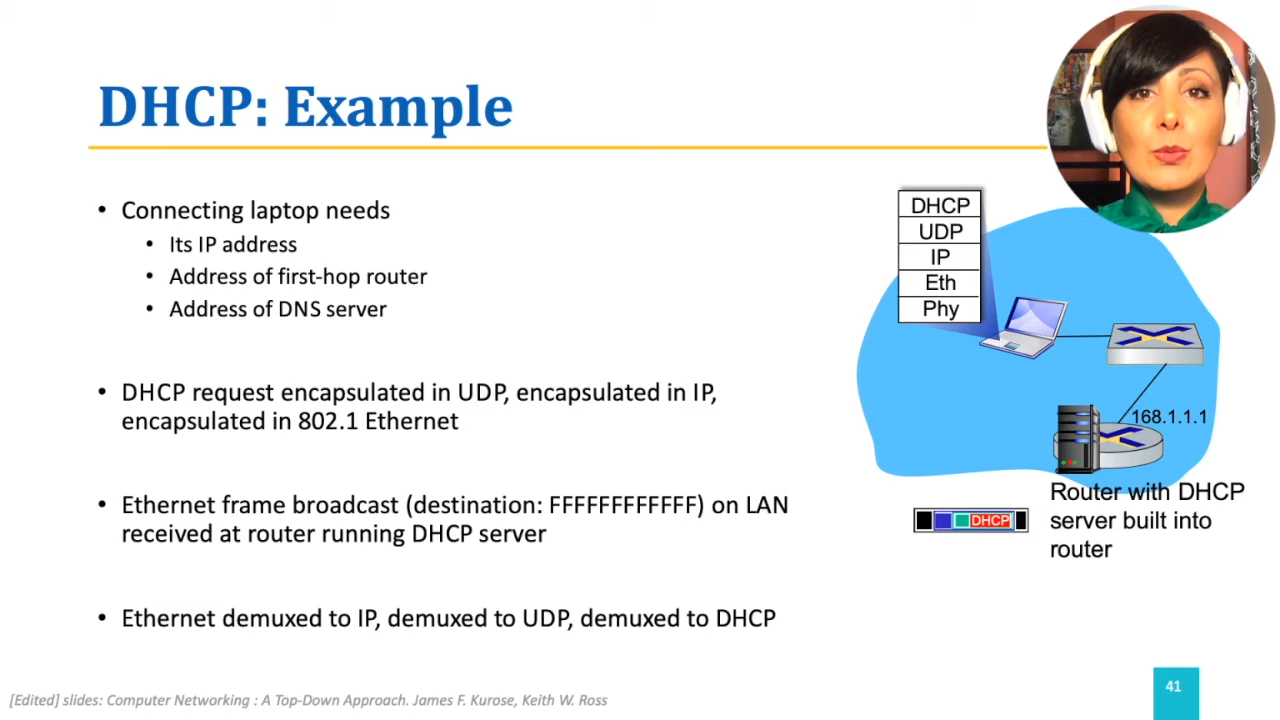 DHCP: Example
• Connecting laptop needs
• Its IP address
• Address of first-hop router
• Address of DNS server
• DHCP request encapsulated in UDP, encapsulated in IP,
encapsulated in 802.1 Ethernet
• Ethernet frame broadcast (destination: FFFFFFFFFFFF) on LAN
received at router running DHCP server
• Ethernet demuxed to IP, demuxed to UDP, demuxed to DHCP
DHCP
UDP
IP
Eth
Phy
168.1.1.1
DHCP
Router with DHCP
server built into
router
[Edited] slides: Computer Networking : A Top-Down Approach. James F. Kurose, Keith W. Ross
41